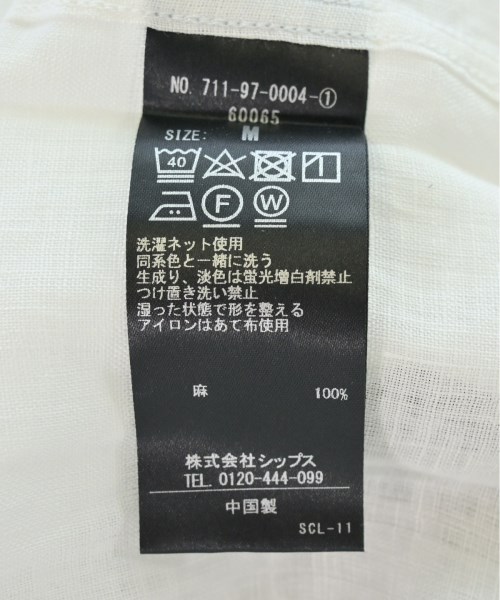 NO. 711-97-0004-①
60065
SIZE: M
40
F W
洗濯ネット使用
同系色と一緒に洗う
生成り、淡色は蛍光増白剤禁止
つけ置き洗い禁止
湿った状態で形を整える
アイロンはあて布使用
麻 100%
株式会社シップス
TEL. 0120-444-099
中国製
SCL-11